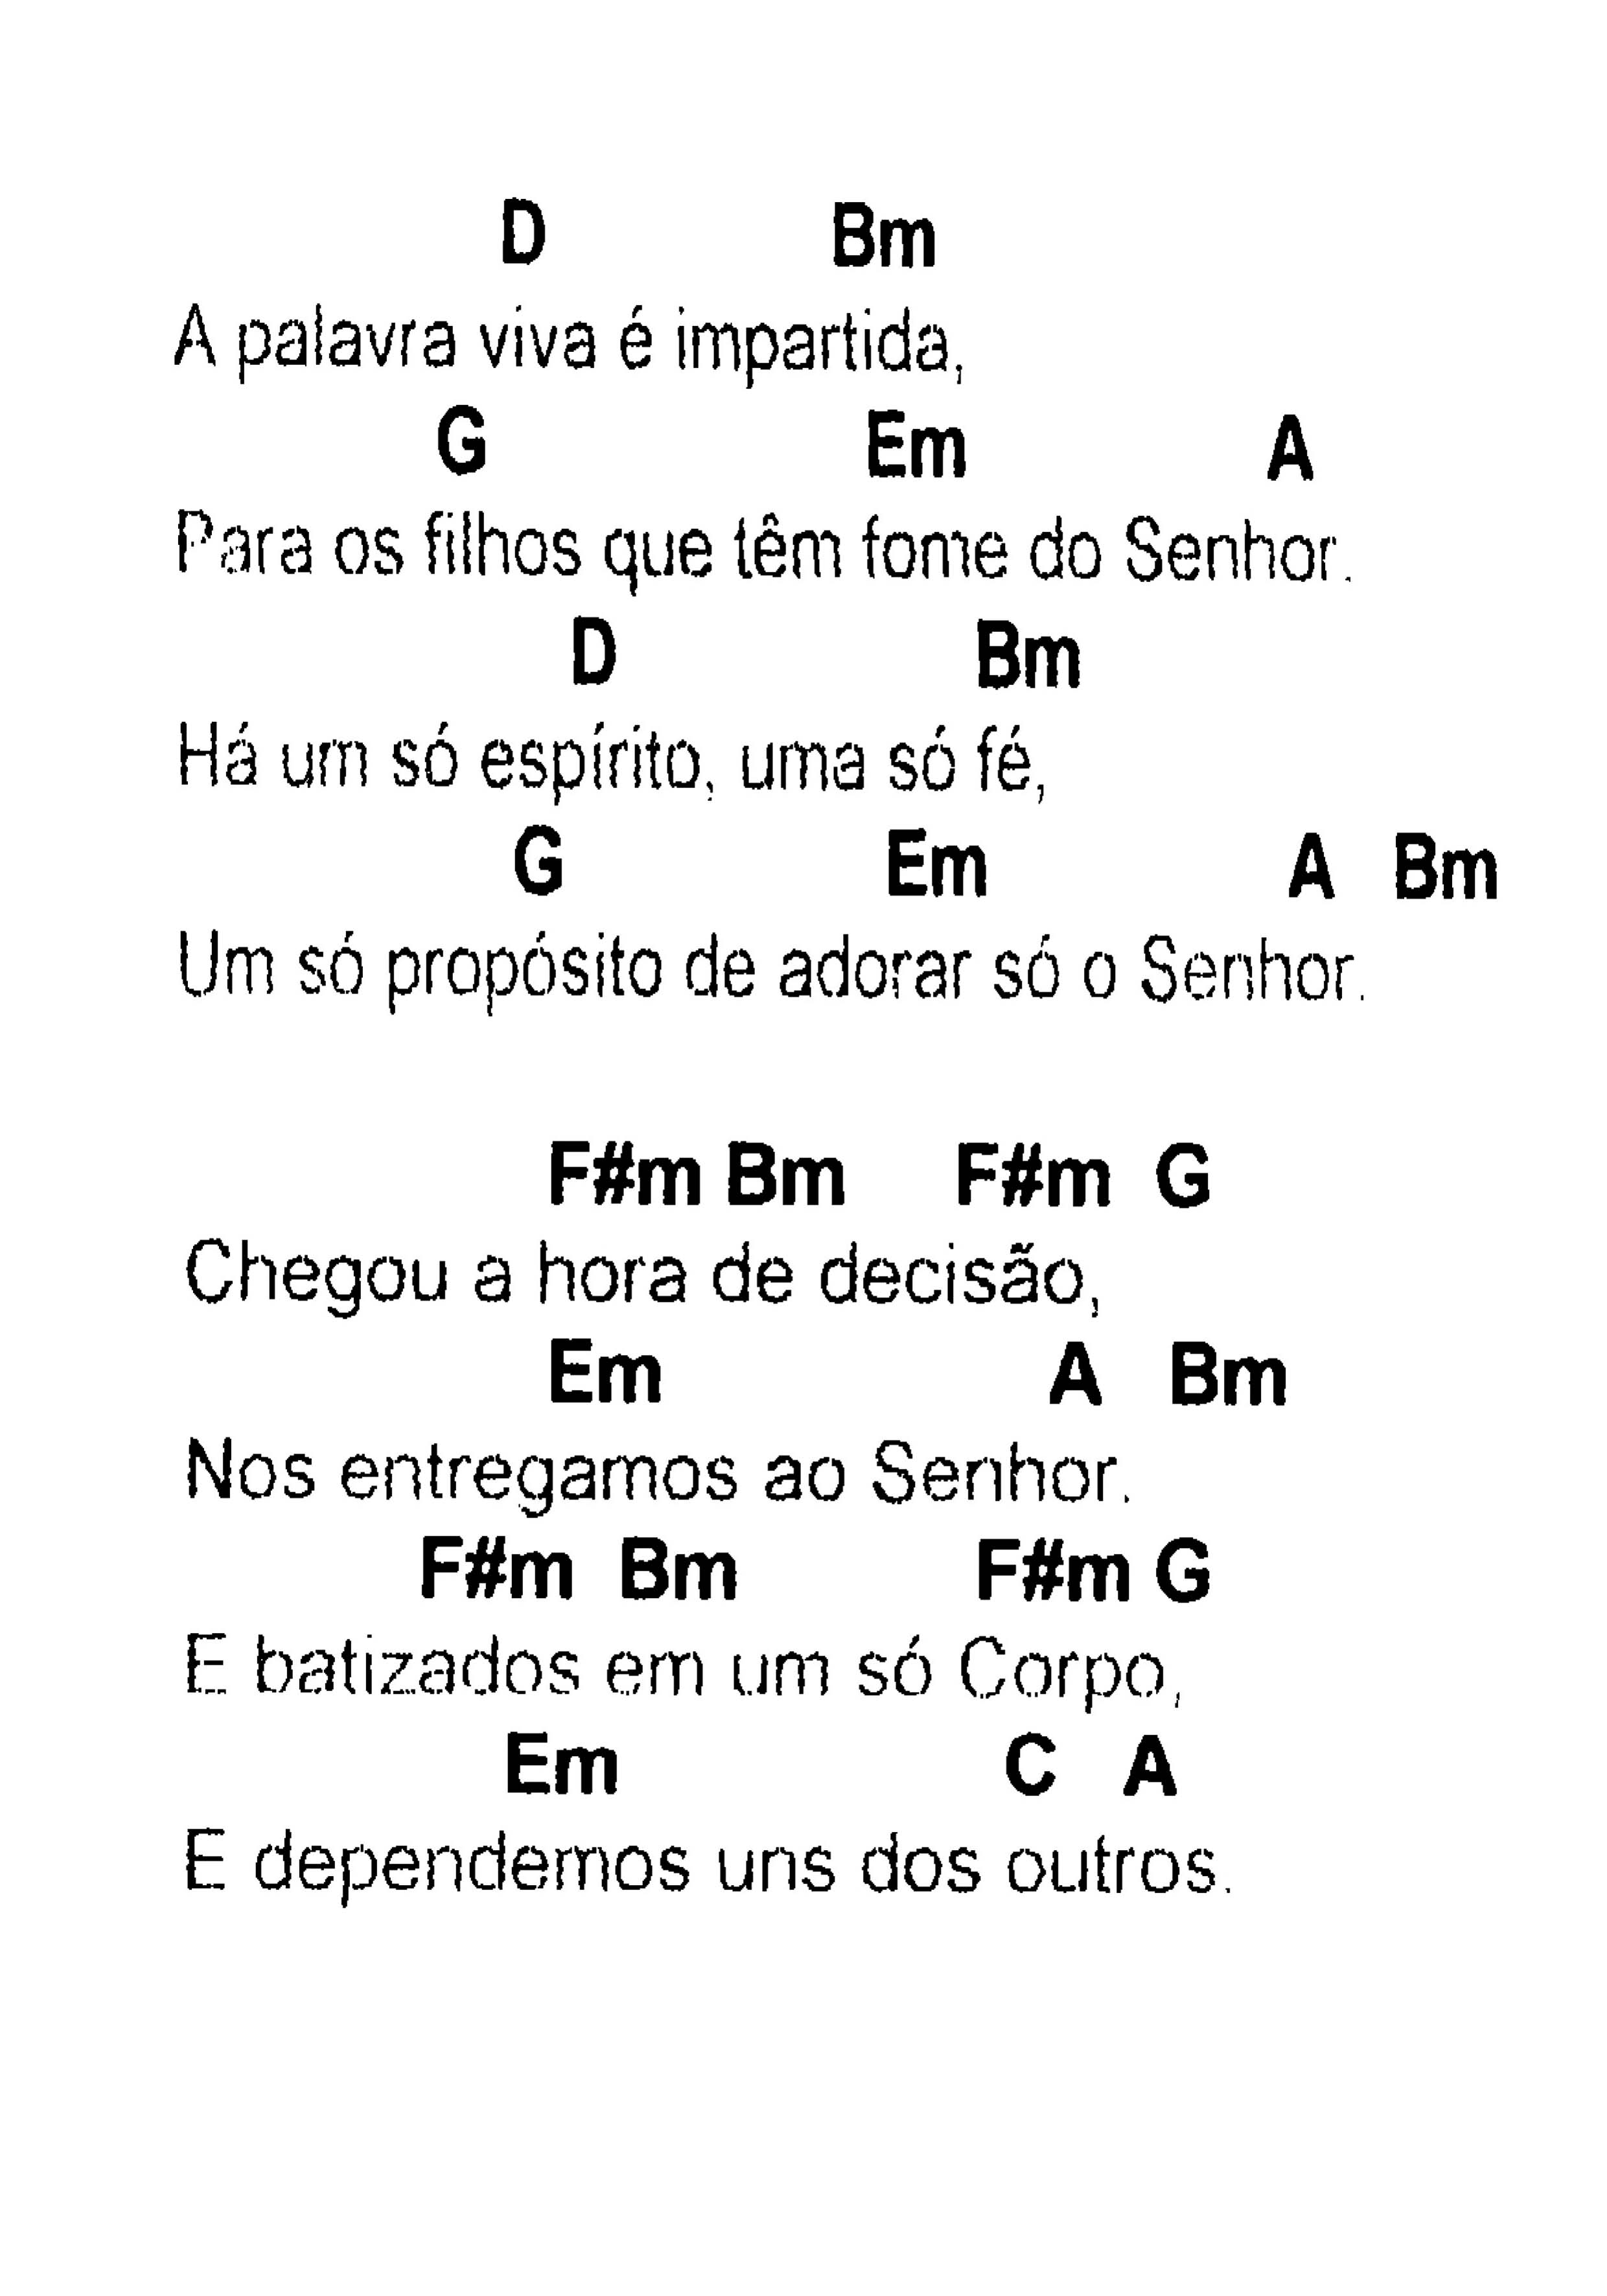 D Bm
A palavra viva é impartida,
G Em A
Para os filhos que têm fome do Senhor.
D Bm
Há um só espírito, uma só fé,
G Em A Bm
Um só propósito de adorar só o Senhor.
F#m Bm F#m G
Chegou a hora de decisão,
Em A Bm
Nos entregamos ao Senhor.
F#m Bm F#m G
E batizados em um só Corpo,
Em C A
E dependemos uns dos outros.